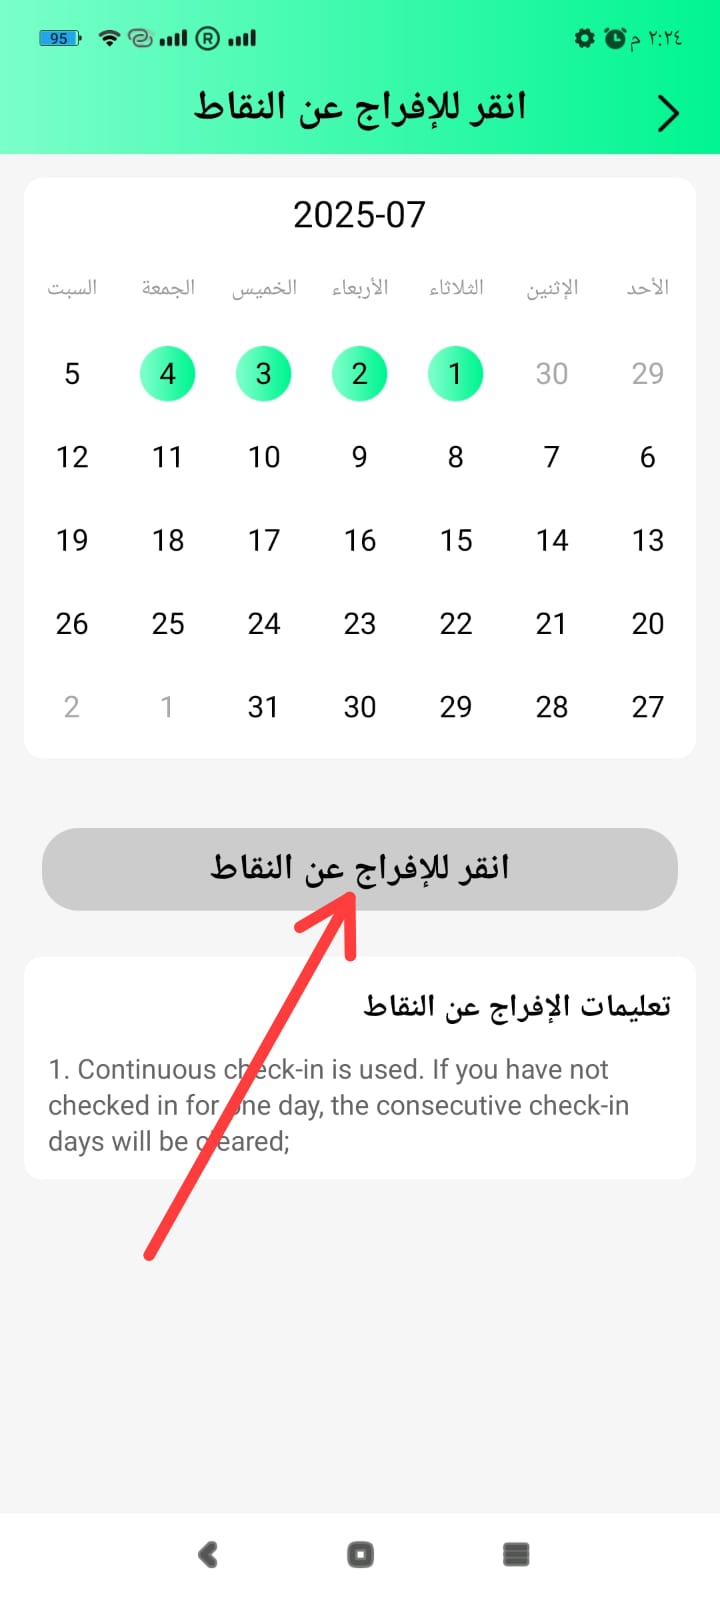 95 R ٢:٢٤ م
انقر للإفراج عن النقاط
2025-07
الأحد الإثنين الثلاثاء الأربعاء الخميس الجمعة السبت
29 30 1 2 3 4 5
6 7 8 9 10 11 12
13 14 15 16 17 18 19
20 21 22 23 24 25 26
27 28 29 30 31 1 2
انقر للإفراج عن النقاط
تعليمات الإفراج عن النقاط
1. Continuous check-in is used. If you have not
checked in for one day, the consecutive check-in
days will be cleared;